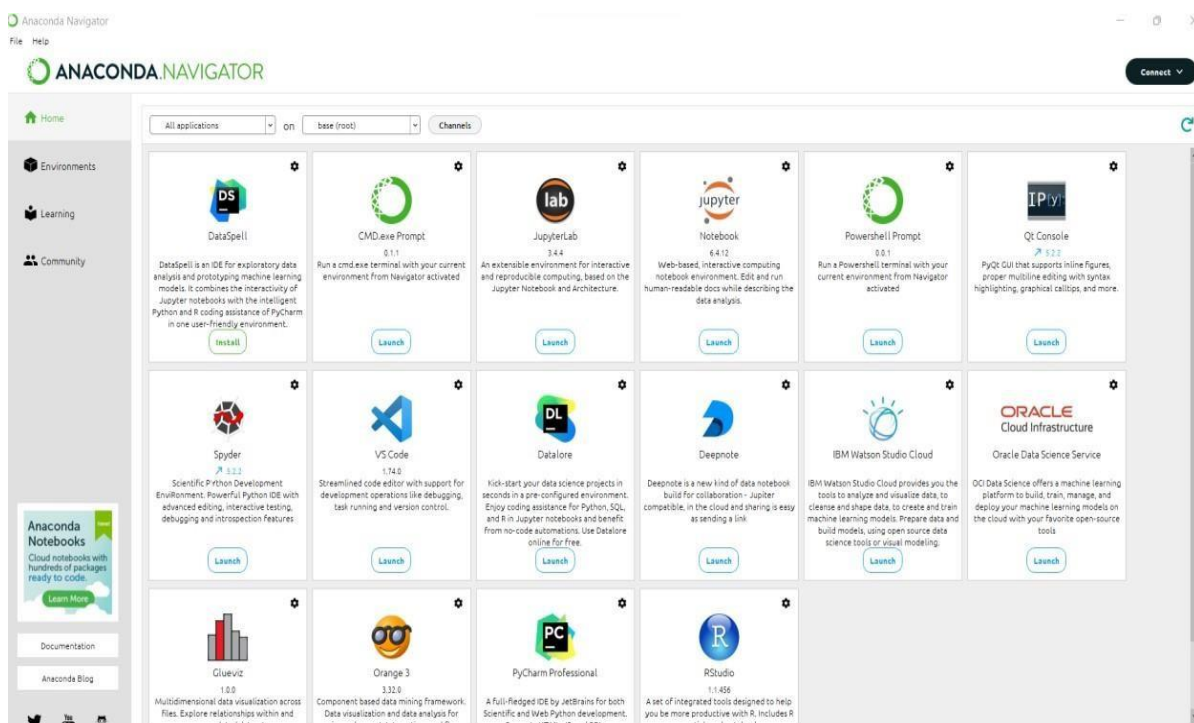 Anaconda Navigator
File Help
ANACONDA.NAVIGATOR
Connect
Home
Environments
Learning
Community
All applications
on
base (root)
Channels
DS
DataSpell
DataSpell is an IDE for exploratory data
analysis and prototyping machine learning
models. It combines the interactivity of
Jupyter notebooks with the intelligent
Python and R coding assistance of PyCharm
in one user-friendly environment.
Install
CMD.exe Prompt
0.1.1
Run a cmd.exe terminal with your current
environment from Navigator activated
Launch
lab
JupyterLab
3.4.4
An extensible environment for interactive
and reproducible computing, based on the
Jupyter Notebook and Architecture.
Launch
jupyter
Notebook
6.4.12
Web-based, interactive computing
notebook environment. Edit and run
human-readable docs while describing the
data analysis.
Launch
Powershell Prompt
0.0.1
Run a Powershell terminal with your
current environment from Navigator
activated
Launch
IP[y]:
Qt Console
5.2.2
PyQt GUI that supports inline figures,
proper multiline editing with syntax
highlighting, graphical calltips, and more.
Launch
Spyder
5.2.2
Scientific Python Development
EnviRonment. Powerful Python IDE with
advanced editing, interactive testing,
debugging and introspection features
Launch
VS Code
1.74.0
Streamlined code editor with support for
development operations like debugging,
task running and version control.
Launch
DL
Datalore
Kick-start your data science projects in
seconds in a pre-configured environment.
Enjoy coding assistance for Python, SQL,
and R in Jupyter notebooks and benefit
from no-code automations. Use Datalore
online for free.
Launch
Deepnote
Deepnote is a new kind of data notebook
build for collaboration - Jupiter
compatible, in the cloud and sharing is easy
as sending a link
Launch
IBM Watson Studio Cloud
IBM Watson Studio Cloud provides you the
tools to analyze and visualize data, to
cleanse and shape data, to create and train
machine learning models. Prepare data and
build models, using open source data
science tools or visual modeling.
Launch
ORACLE
Cloud Infrastructure
Oracle Data Science Service
OCI Data Science offers a machine learning
platform to build, train, manage, and
deploy your machine learning models on
the cloud with your favorite open-source
tools
Launch
Glueviz
1.0.0
Multidimensional data visualization across
files. Explore relationships within and
Orange 3
3.32.0
Component based data mining framework.
Data visualization and data analysis for
PC
PyCharm Professional
A full-fledged IDE by JetBrains for both
Scientific and Web Python development.
R
RStudio
1.1.456
A set of integrated tools designed to help
you be more productive with R. Includes R
Anaconda
Notebooks
New!
Cloud notebooks with
hundreds of packages
ready to code.
Learn More
Documentation
Anaconda Blog
You